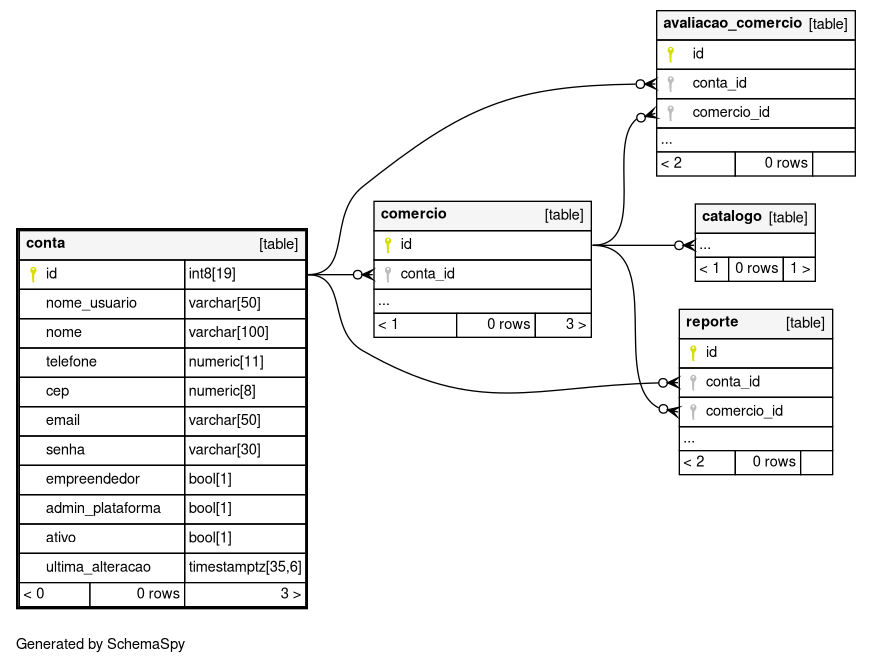 avaliacao_comercio [table]
id
conta_id
comercio_id
...
< 2 0 rows
comercio [table]
id
conta_id
...
< 1 0 rows 3 >
catalogo [table]
...
< 1 0 rows 1 >
conta [table]
id int8[19]
nome_usuario varchar[50]
nome varchar[100]
telefone numeric[11]
cep numeric[8]
email varchar[50]
senha varchar[30]
empreendedor bool[1]
admin_plataforma bool[1]
ativo bool[1]
ultima_alteracao timestamptz[35,6]
< 0 0 rows 3 >
reporte [table]
id
conta_id
comercio_id
...
< 2 0 rows
Generated by SchemaSpy